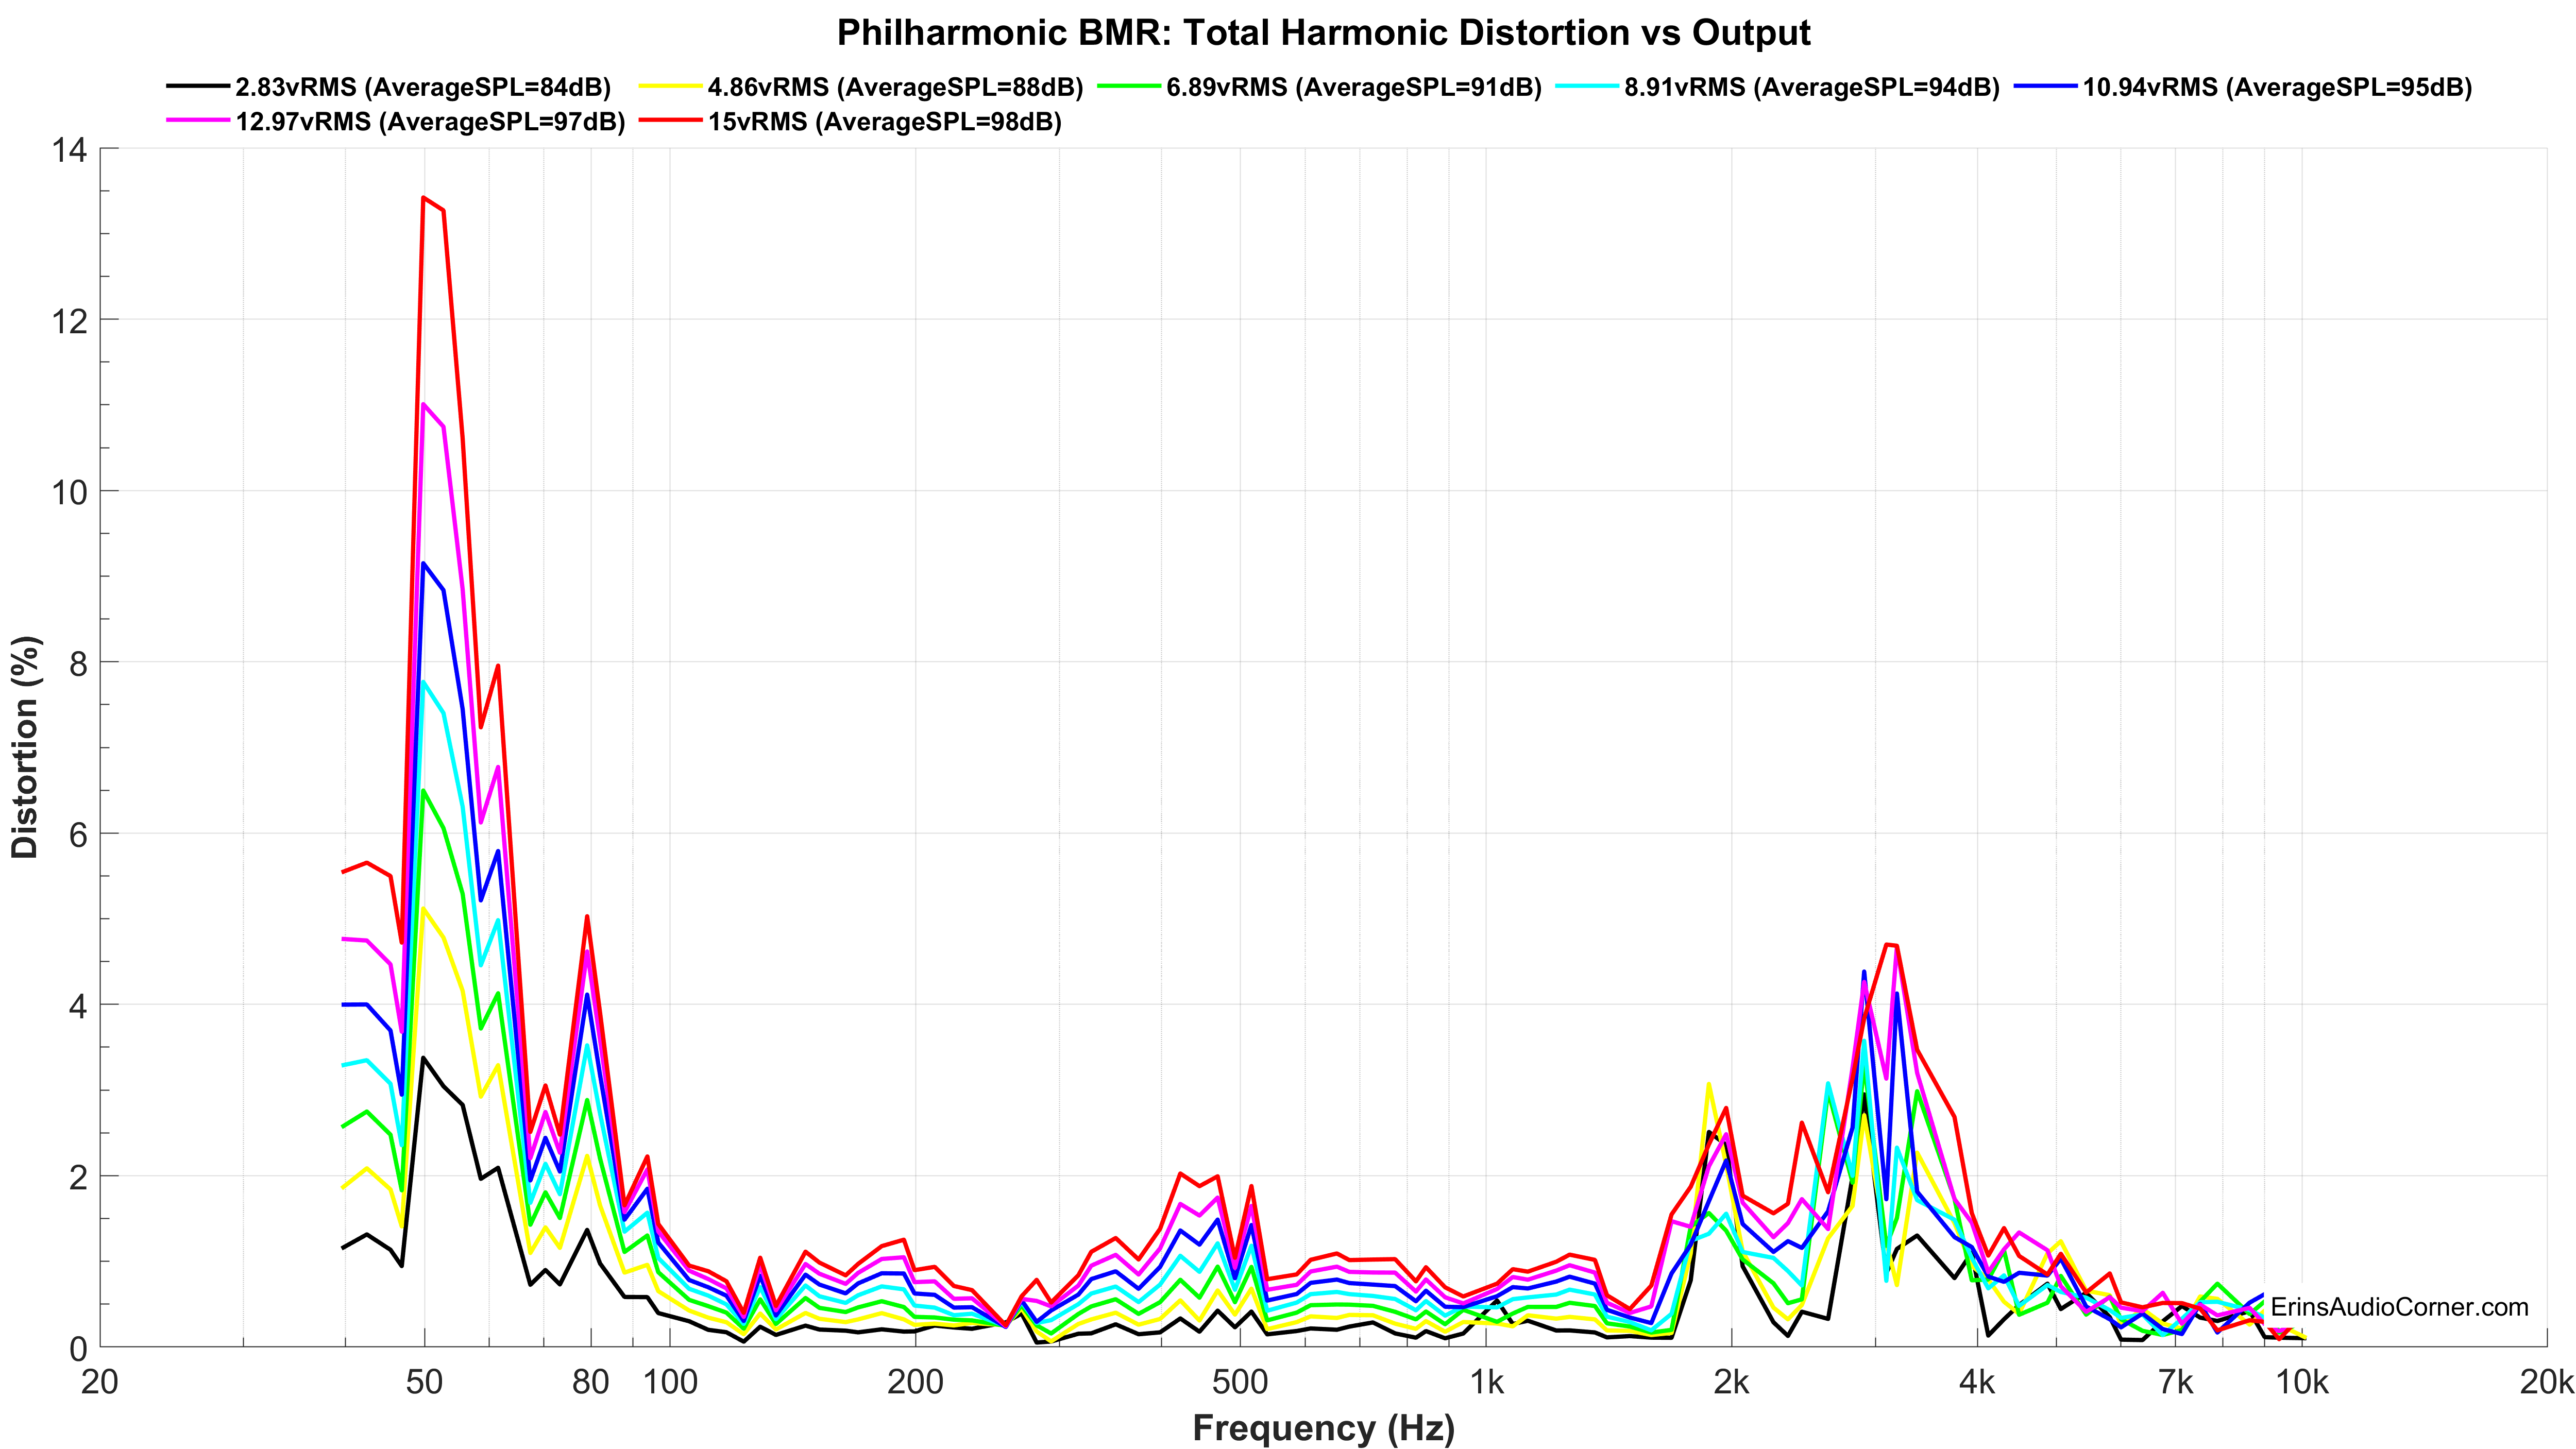 Philharmonic BMR: Total Harmonic Distortion vs Output
2.83vRMS (AverageSPL=84dB) 4.86vRMS (AverageSPL=88dB) 6.89vRMS (AverageSPL=91dB) 8.91vRMS (AverageSPL=94dB) 10.94vRMS (AverageSPL=95dB)
12.97vRMS (AverageSPL=97dB) 15vRMS (AverageSPL=98dB)
14
12
10
8
6
4
2
0
Distortion (%)
ErinsAudioCorner.com
20 50 80 100 200 500 1k 2k 4k 7k 10k 20k
Frequency (Hz)